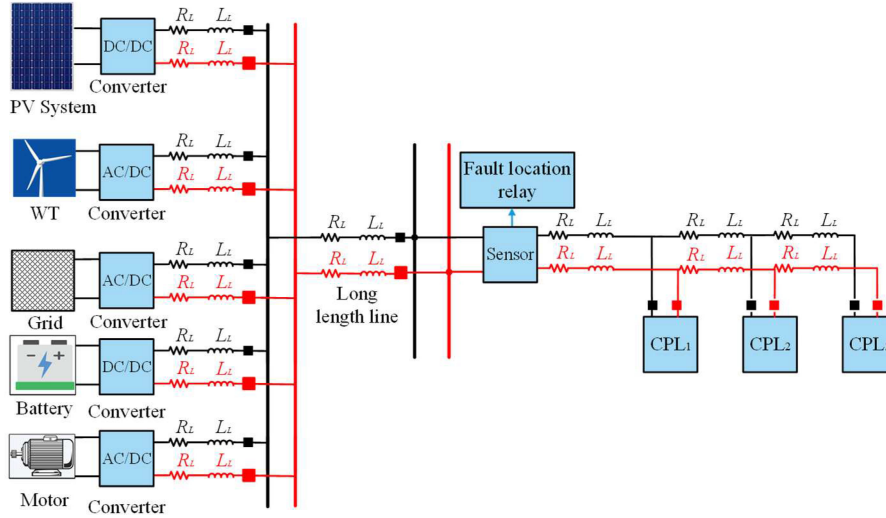 R_L L_L
DC/DC
R_L L_L
Converter
PV System
R_L L_L
AC/DC
R_L L_L
WT
Converter
Fault location
relay
R_L L_L
Sensor
R_L L_L R_L L_L R_L L_L
R_L L_L R_L L_L R_L L_L
R_L L_L
Long
length line
R_L L_L
AC/DC
R_L L_L
Grid
Converter
CPL₁ CPL₂ CPL
R_L L_L
− +
DC/DC
R_L L_L
Battery
Converter
R_L L_L
AC/DC
R_L L_L
Motor
Converter